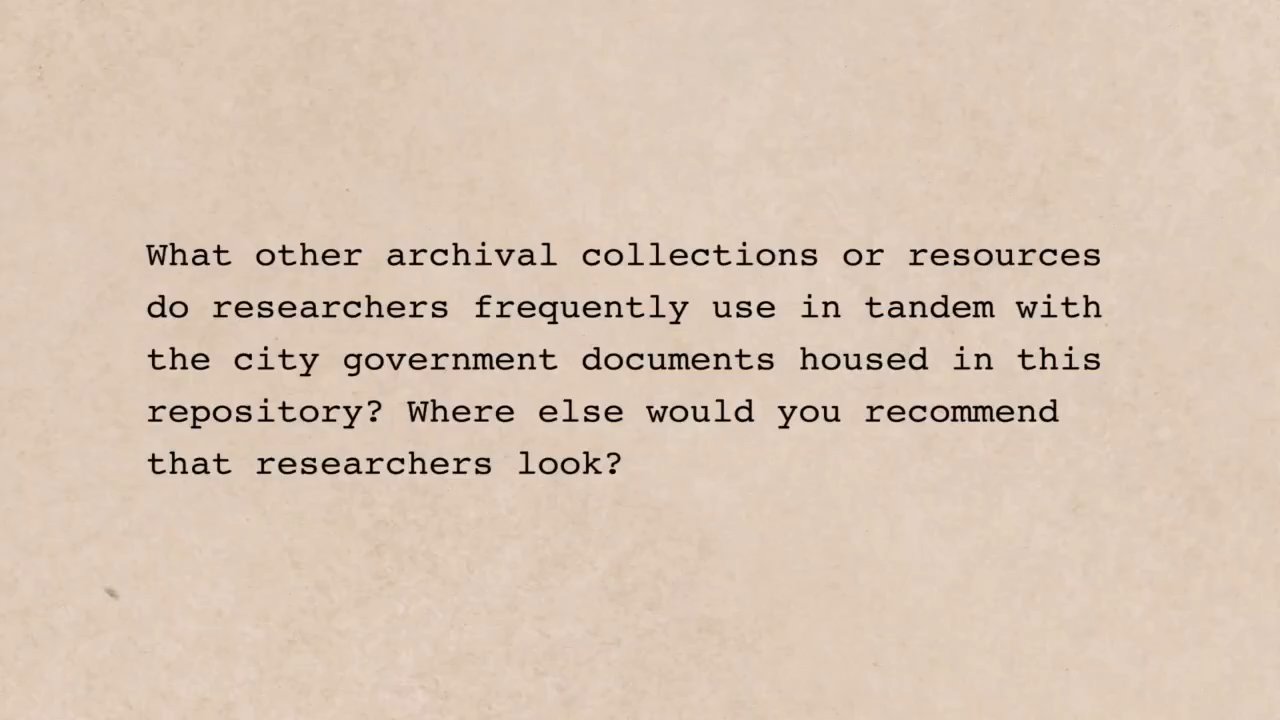 What other archival collections or resources
do researchers frequently use in tandem with
the city government documents housed in this
repository? Where else would you recommend
that researchers look?